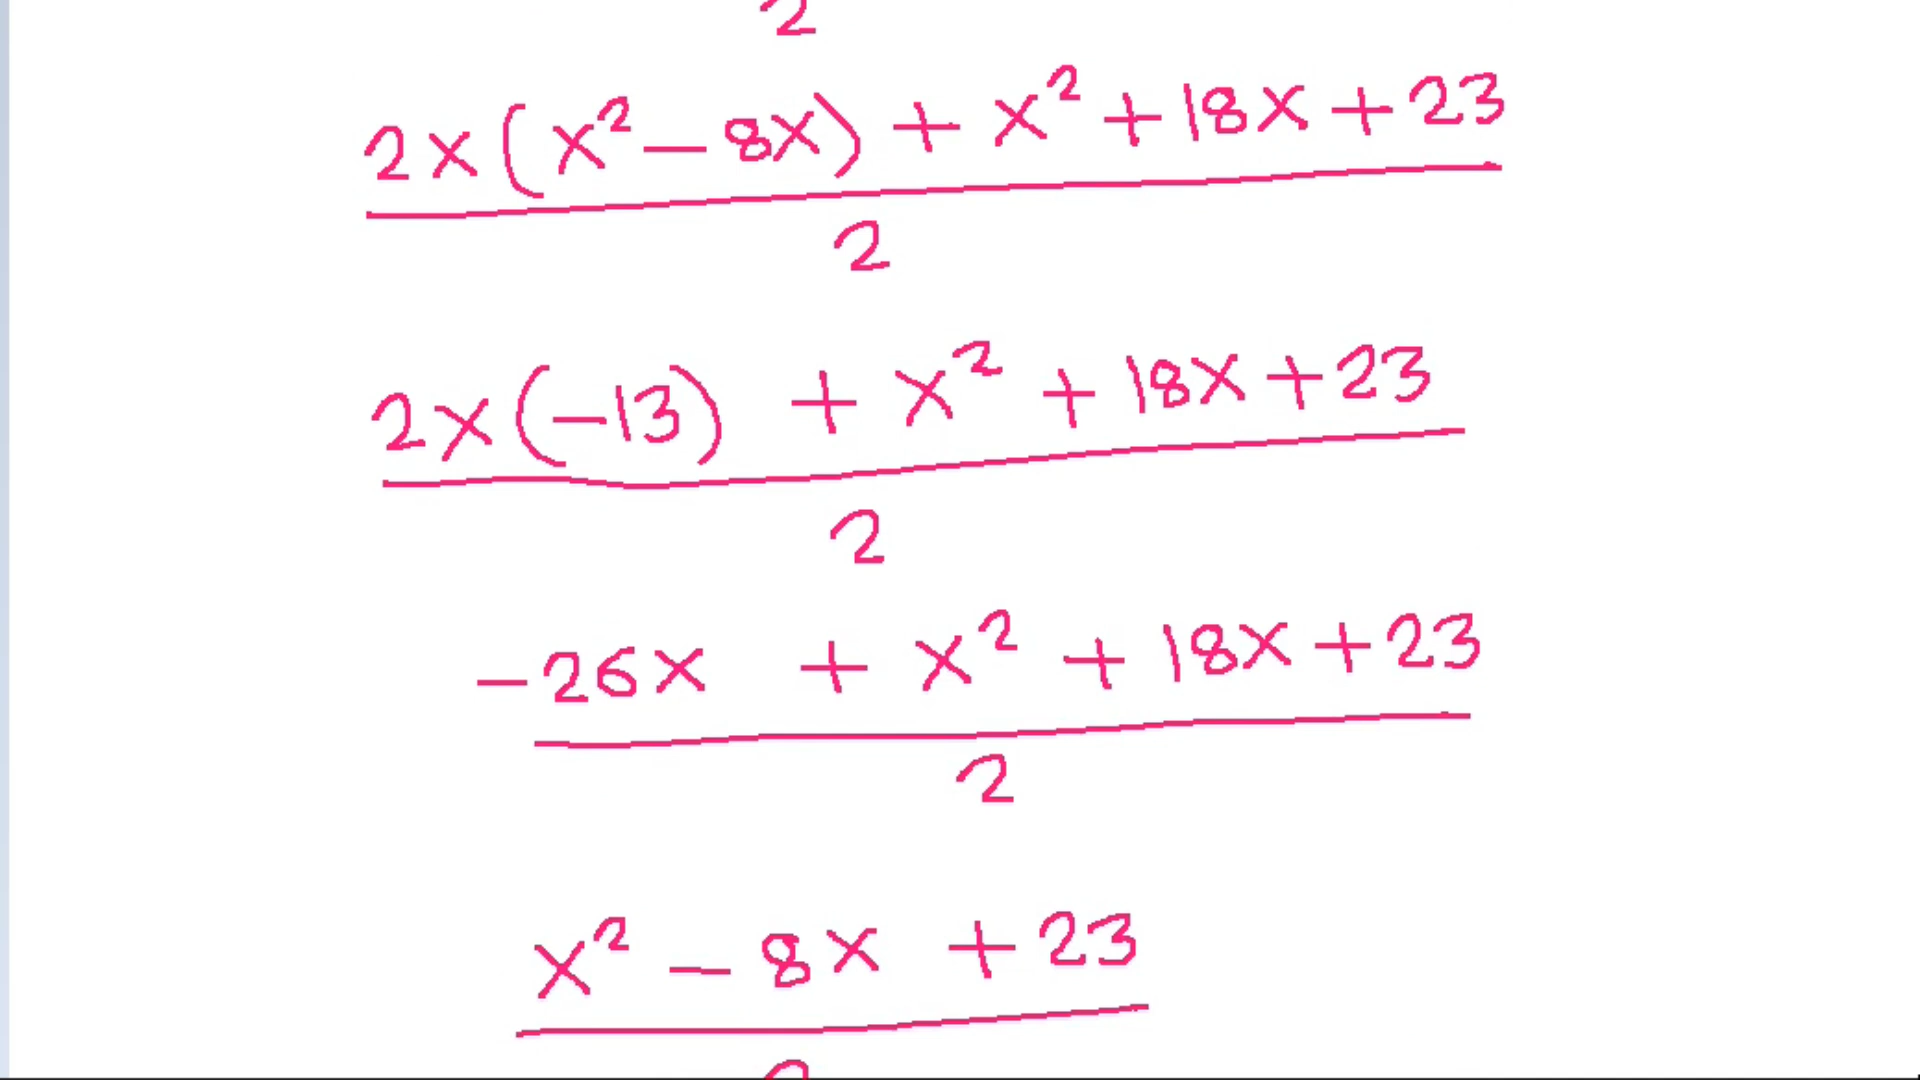 2
2x(x² - 8x) + x² + 18x + 23
2
2x(-13) + x² + 18x + 23
2
-26x + x² + 18x + 23
2
x² - 8x + 23